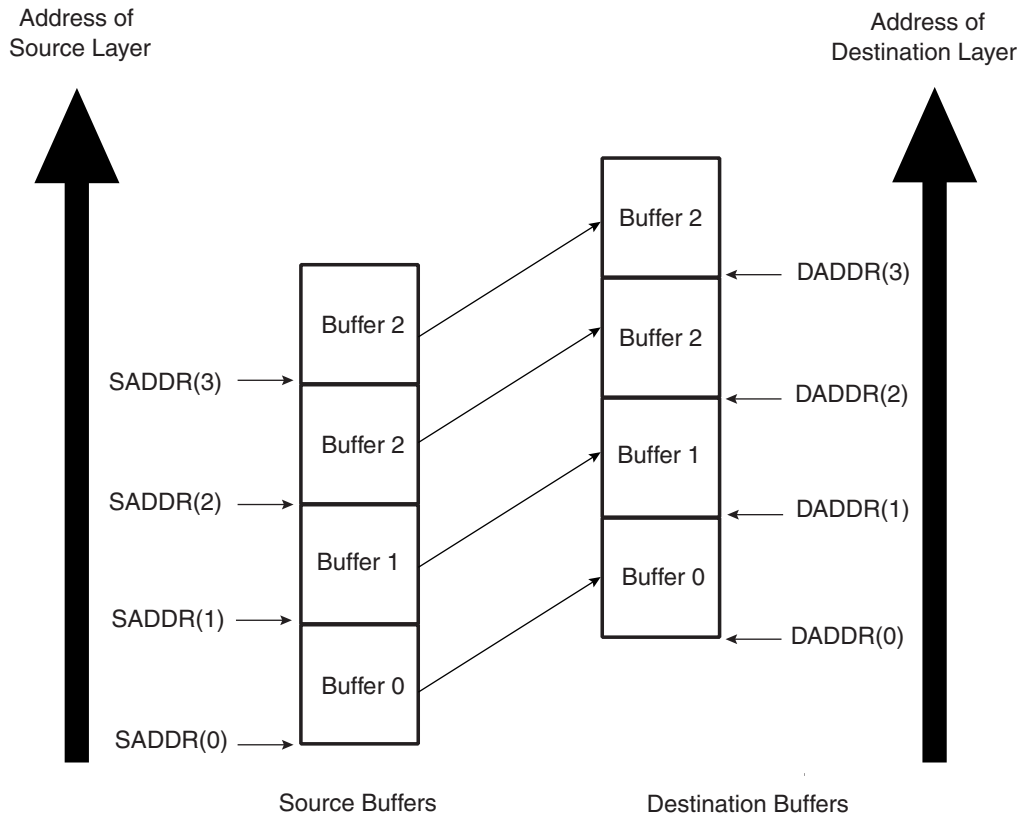 Address of
Source Layer
Address of
Destination Layer
Buffer 2
DADDR(3)
Buffer 2
Buffer 2
SADDR(3)
DADDR(2)
Buffer 2
Buffer 1
SADDR(2)
DADDR(1)
Buffer 1
Buffer 0
SADDR(1)
DADDR(0)
Buffer 0
SADDR(0)
Source Buffers
Destination Buffers